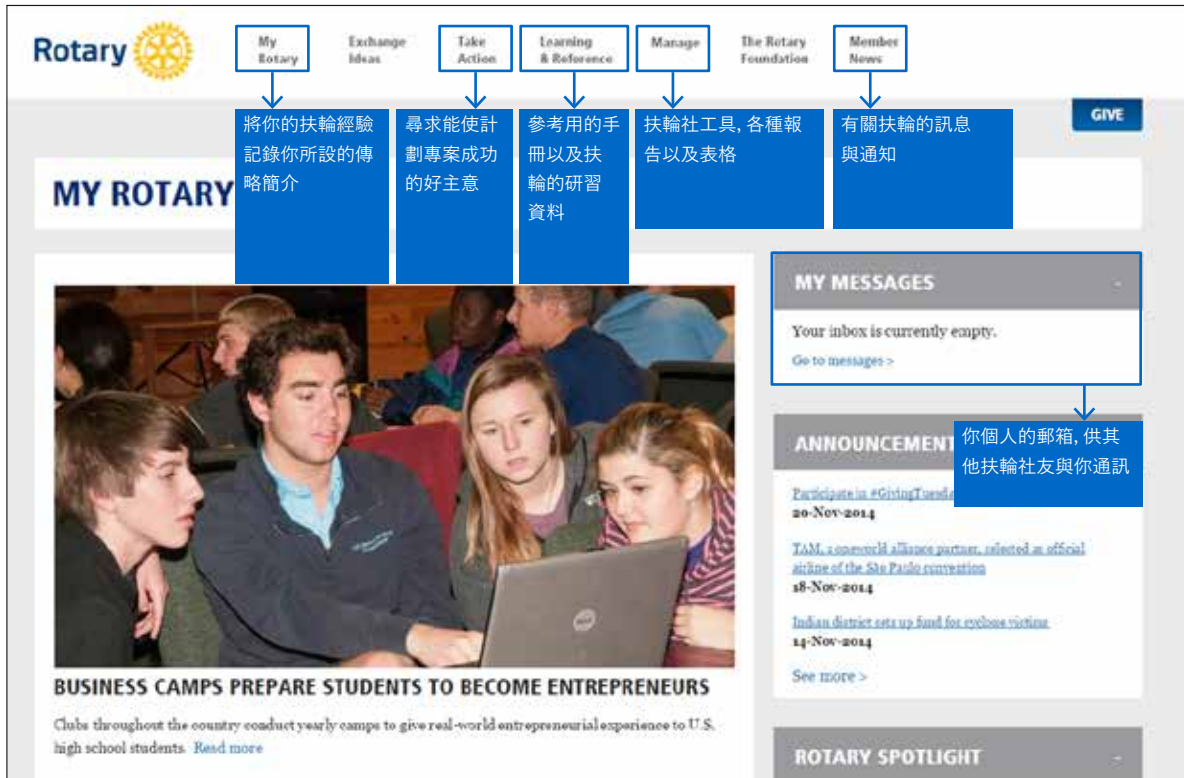 Rotary
My
Rotary
Exchange
Ideas
Take
Action
Learning
& Reference
Manage
The Rotary
Foundation
Member
News
將你的扶輪經驗
記錄你所設的傳
略簡介
尋求能使計
劃專案成功
的好主意
參考用的手
冊以及扶
輪的研習
資料
扶輪社工具, 各種報
告以及表格
有關扶輪的訊息
與通知
GIVE
MY ROTARY
MY MESSAGES
Your inbox is currently empty.
Go to messages >
你個人的郵箱, 供其
他扶輪社友與你通訊
ANNOUNCEMENT
Participate in #GivingTuesda
20-Nov-2014
TAM, a oneworld alliance partner, selected as official
airline of the São Paulo convention
18-Nov-2014
Indian district sets up fund for cyclone victims
14-Nov-2014
See more >
BUSINESS CAMPS PREPARE STUDENTS TO BECOME ENTREPRENEURS
Clubs throughout the country conduct yearly camps to give real-world entrepreneurial experience to U.S.
high school students. Read more
ROTARY SPOTLIGHT